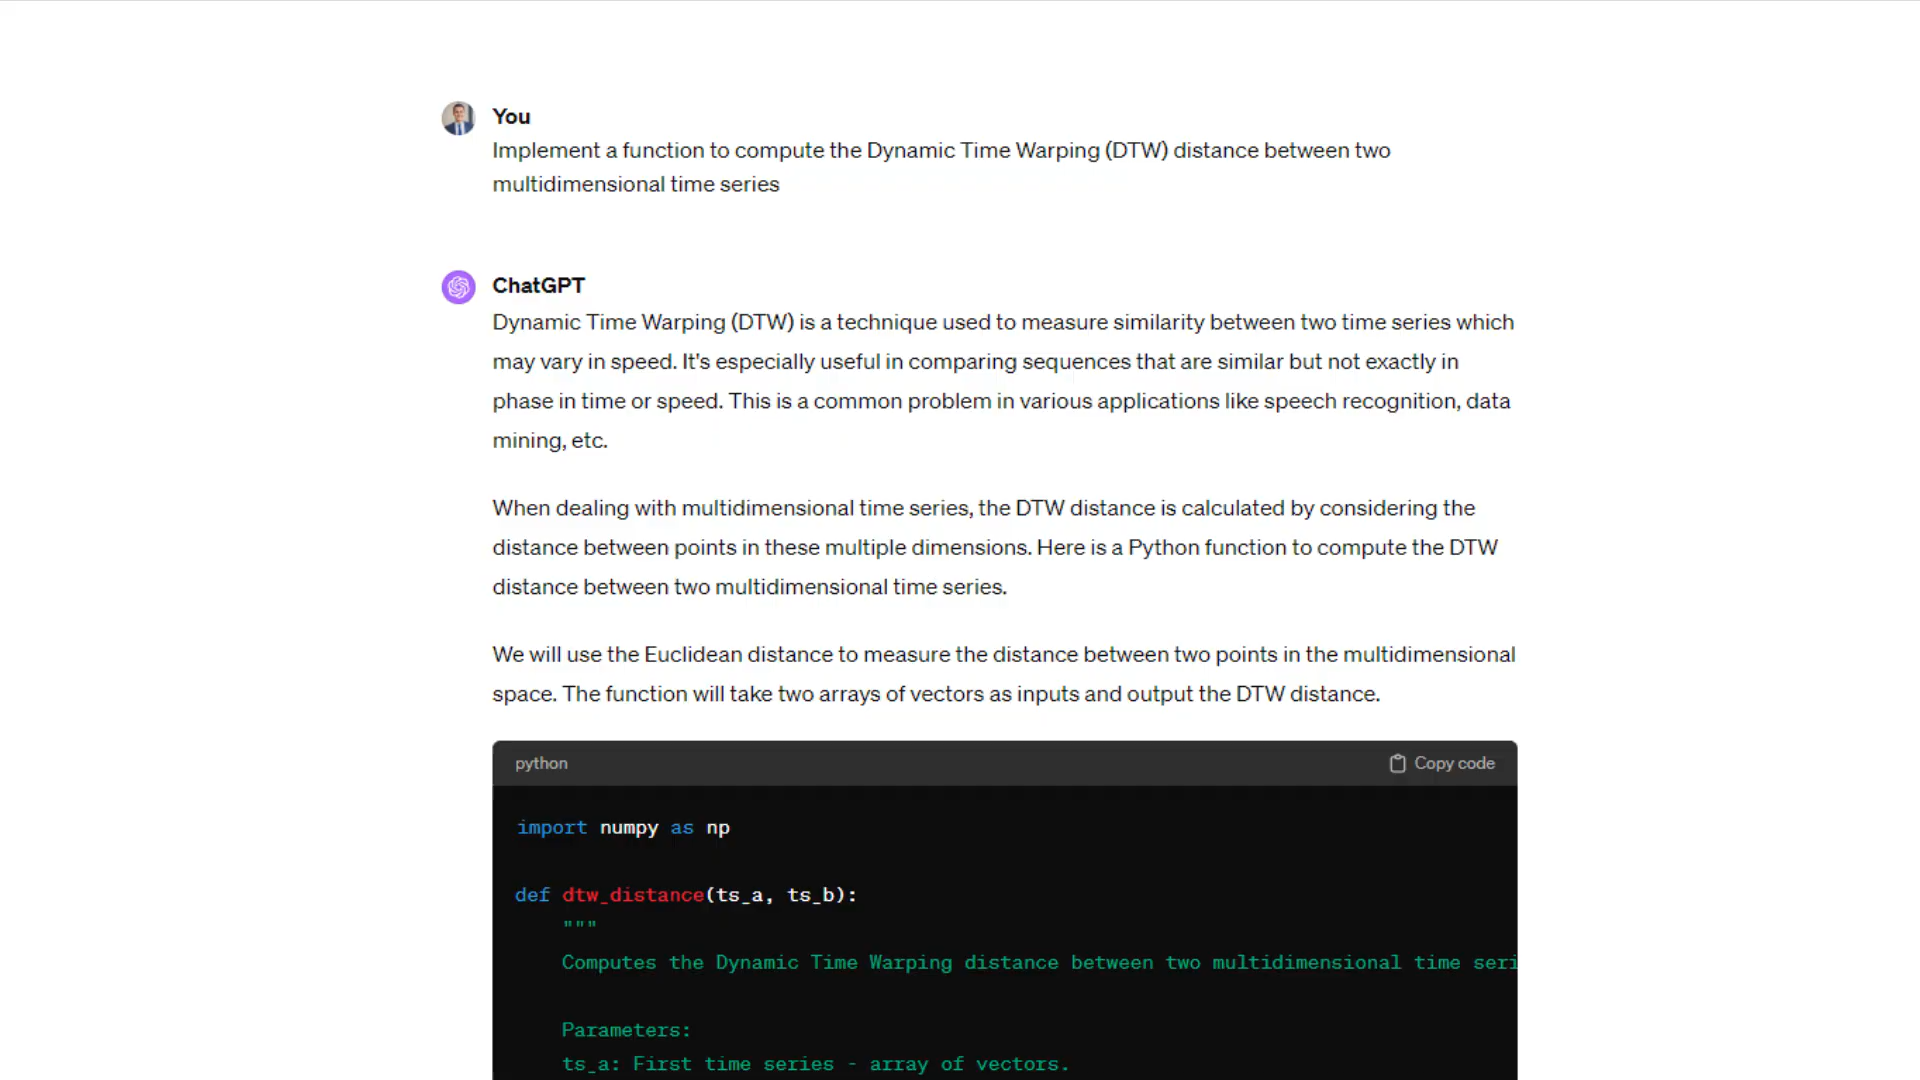 You
Implement a function to compute the Dynamic Time Warping (DTW) distance between two
multidimensional time series
ChatGPT
Dynamic Time Warping (DTW) is a technique used to measure similarity between two time series which
may vary in speed. It's especially useful in comparing sequences that are similar but not exactly in
phase in time or speed. This is a common problem in various applications like speech recognition, data
mining, etc.
When dealing with multidimensional time series, the DTW distance is calculated by considering the
distance between points in these multiple dimensions. Here is a Python function to compute the DTW
distance between two multidimensional time series.
We will use the Euclidean distance to measure the distance between two points in the multidimensional
space. The function will take two arrays of vectors as inputs and output the DTW distance.
python
Copy code
import numpy as np
def dtw_distance(ts_a, ts_b):
"""
Computes the Dynamic Time Warping distance between two multidimensional time seri
Parameters:
ts_a: First time series - array of vectors.